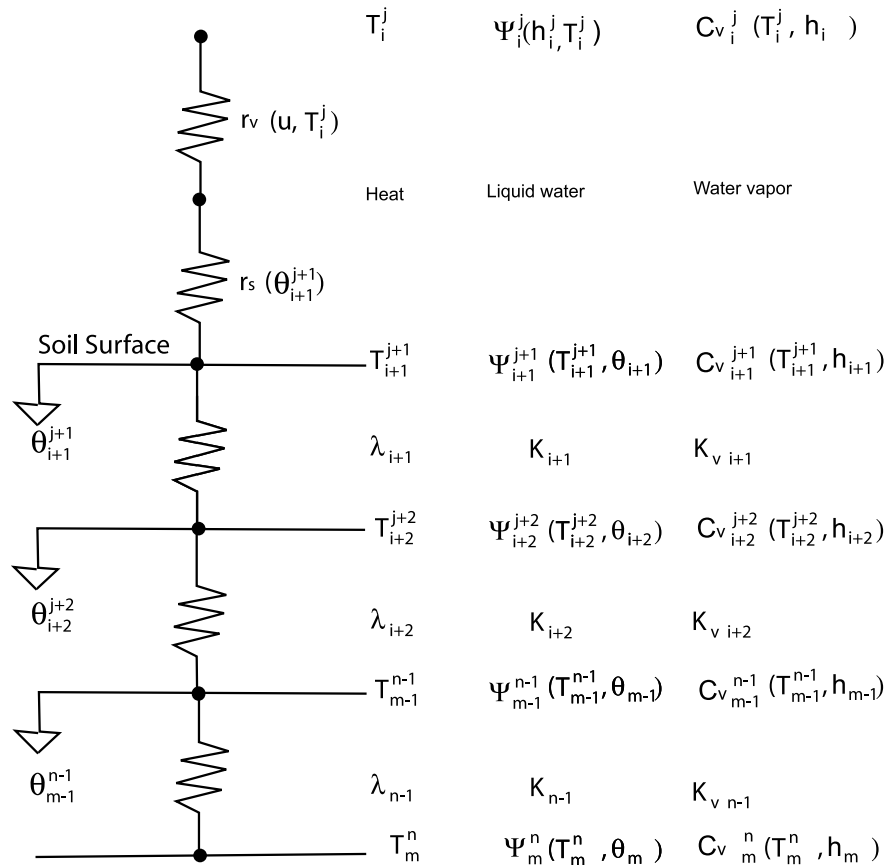 T_i^j Ψ_i^j(h_i^j, T_i^j) Cv_i^j (T_i^j, h_i )
r_v (u, T_i^j)
Heat Liquid water Water vapor
r_s (θ_{i+1}^{j+1})
Soil Surface
T_{i+1}^{j+1} Ψ_{i+1}^{j+1} (T_{i+1}^{j+1}, θ_{i+1}) Cv_{i+1}^{j+1} (T_{i+1}^{j+1}, h_{i+1})
θ_{i+1}^{j+1} λ_{i+1} K_{i+1} K_{v i+1}
T_{i+2}^{j+2} Ψ_{i+2}^{j+2} (T_{i+2}^{j+2}, θ_{i+2}) Cv_{i+2}^{j+2} (T_{i+2}^{j+2}, h_{i+2})
θ_{i+2}^{j+2} λ_{i+2} K_{i+2} K_{v i+2}
T_{m-1}^{n-1} Ψ_{m-1}^{n-1} (T_{m-1}^{n-1}, θ_{m-1}) Cv_{m-1}^{n-1} (T_{m-1}^{n-1}, h_{m-1})
θ_{m-1}^{n-1} λ_{n-1} K_{n-1} K_{v n-1}
T_m^n Ψ_m^n (T_m^n, θ_m ) Cv_m^n (T_m^n, h_m )